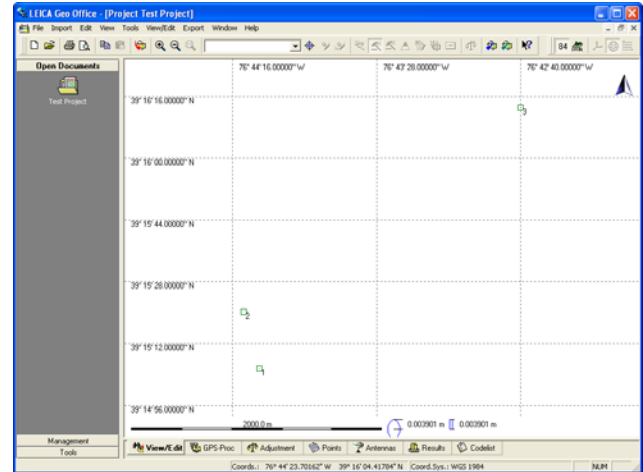 LEICA Geo Office - [Project Test Project]
File Import Edit View Tools View/Edit Export Window Help
84
Open Documents
Test Project
76° 44' 16.00000" W 76° 43' 28.00000" W 76° 42' 40.00000" W
39° 16' 16.00000" N
3
39° 16' 00.00000" N
39° 15' 44.00000" N
39° 15' 28.00000" N
2
39° 15' 12.00000" N
1
39° 14' 56.00000" N
2000.0 m 0.003901 m 0.003901 m
Management
Tools
View/Edit GPS-Proc Adjustment Points Antennas Results Codelist
Coords.: 76° 44' 23.70162" W 39° 16' 04.41784" N Coord.Sys.: WGS 1984 NUM